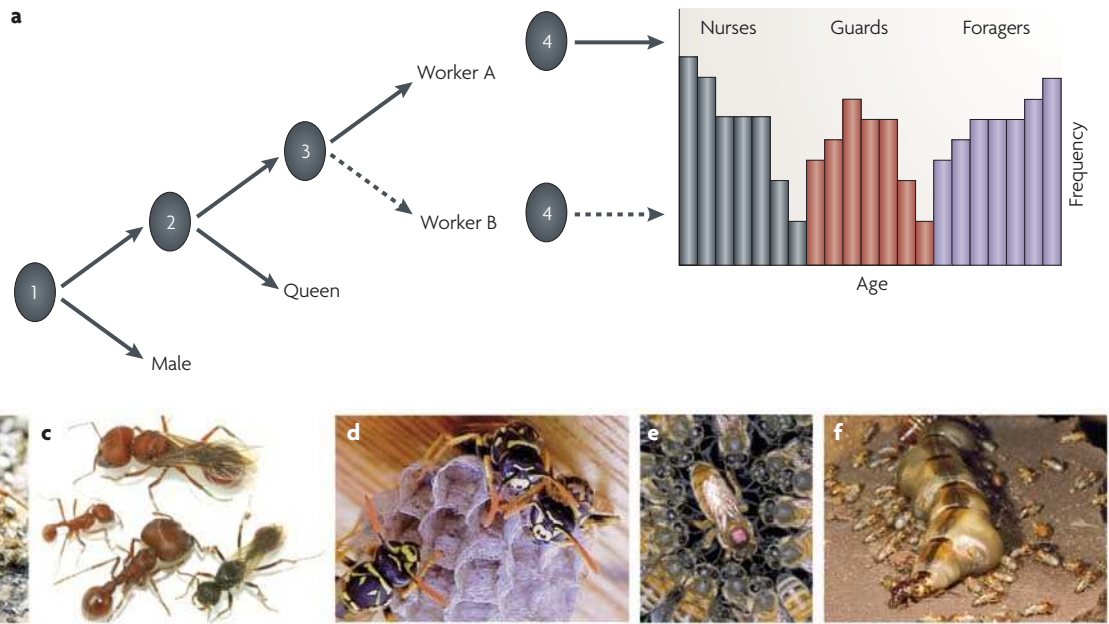 a
4
Nurses
Guards
Foragers
Worker A
3
Frequency
2
Worker B
4
1
Queen
Age
Male
c
d
e
f